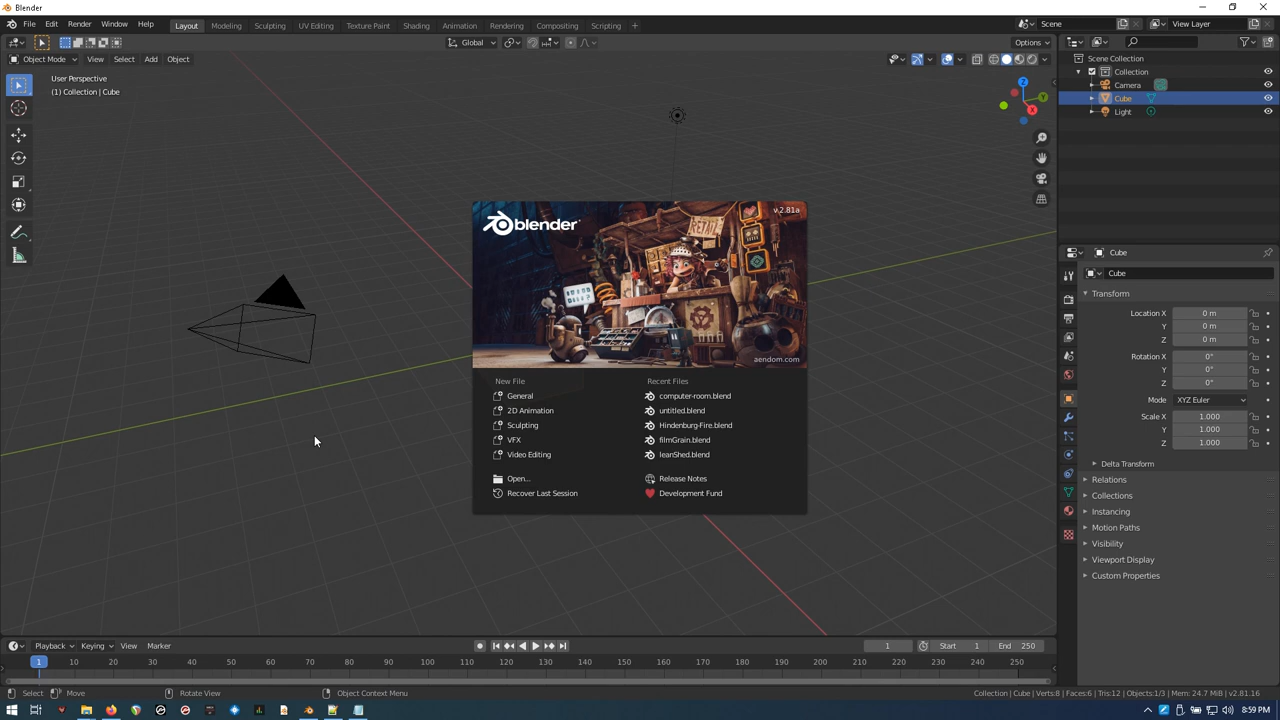 Blender
File Edit Render Window Help Layout Modeling Sculpting UV Editing Texture Paint Shading Animation Rendering Compositing Scripting + Scene View Layer
Global Options
Object Mode View Select Add Object
User Perspective
(1) Collection | Cube
Z
Y
X
Scene Collection
Collection
Camera
Cube
Light
blender
v 2.81a
RETAIL
aendom.com
New File
General
2D Animation
Sculpting
VFX
Video Editing
Open...
Recover Last Session
Recent Files
computer-room.blend
untitled.blend
Hindenburg-Fire.blend
filmGrain.blend
leanShed.blend
Release Notes
Development Fund
Cube
Cube
Transform
Location X 0 m
Y 0 m
Z 0 m
Rotation X 0°
Y 0°
Z 0°
Mode XYZ Euler
Scale X 1.000
Y 1.000
Z 1.000
Delta Transform
Relations
Collections
Instancing
Motion Paths
Visibility
Viewport Display
Custom Properties
Playback Keying View Marker 1 Start 1 End 250
1 10 20 30 40 50 60 70 80 90 100 110 120 130 140 150 160 170 180 190 200 210 220 230 240 250
Select Move Rotate View Object Context Menu Collection | Cube | Verts:8 | Faces:6 | Tris:12 | Objects:1/3 | Mem: 24.7 MiB | v2.81.16
8:59 PM